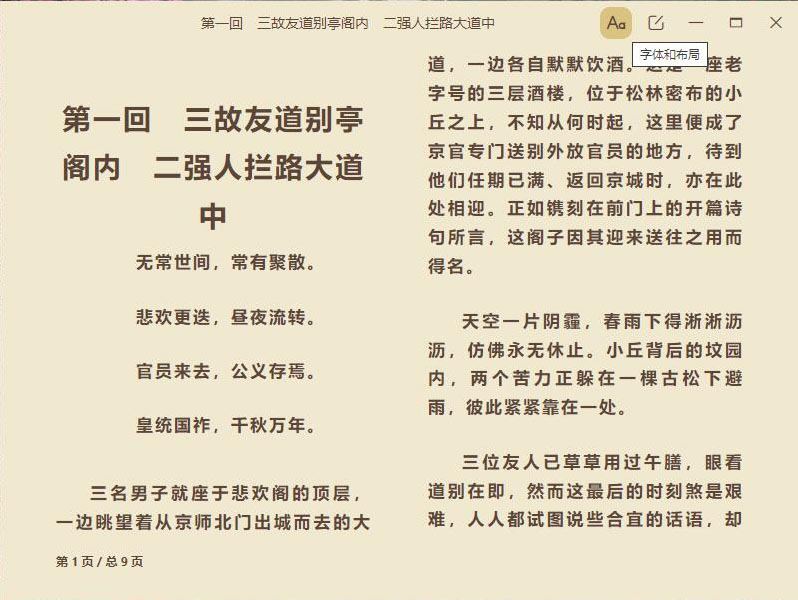 第一回　三故友道别亭阁内　二强人拦路大道中
Aa
字体和布局
第一回　三故友道别亭
阁内　二强人拦路大道
中
无常世间，常有聚散。
悲欢更迭，昼夜流转。
官员来去，公义存焉。
皇统国祚，千秋万年。
三名男子就座于悲欢阁的顶层，
一边眺望着从京师北门出城而去的大
道，一边各自默默饮酒。这是一座老
字号的三层酒楼，位于松林密布的小
丘之上，不知从何时起，这里便成了
京官专门送别外放官员的地方，待到
他们任期已满、返回京城时，亦在此
处相迎。正如镌刻在前门上的开篇诗
句所言，这阁子因其迎来送往之用而
得名。
天空一片阴霾，春雨下得淅淅沥
沥，仿佛永无休止。小丘背后的坟园
内，两个苦力正躲在一棵古松下避
雨，彼此紧紧靠在一处。
三位友人已草草用过午膳，眼看
道别在即，然而这最后的时刻煞是艰
难，人人都试图说些合宜的话语，却
第1页/总9页